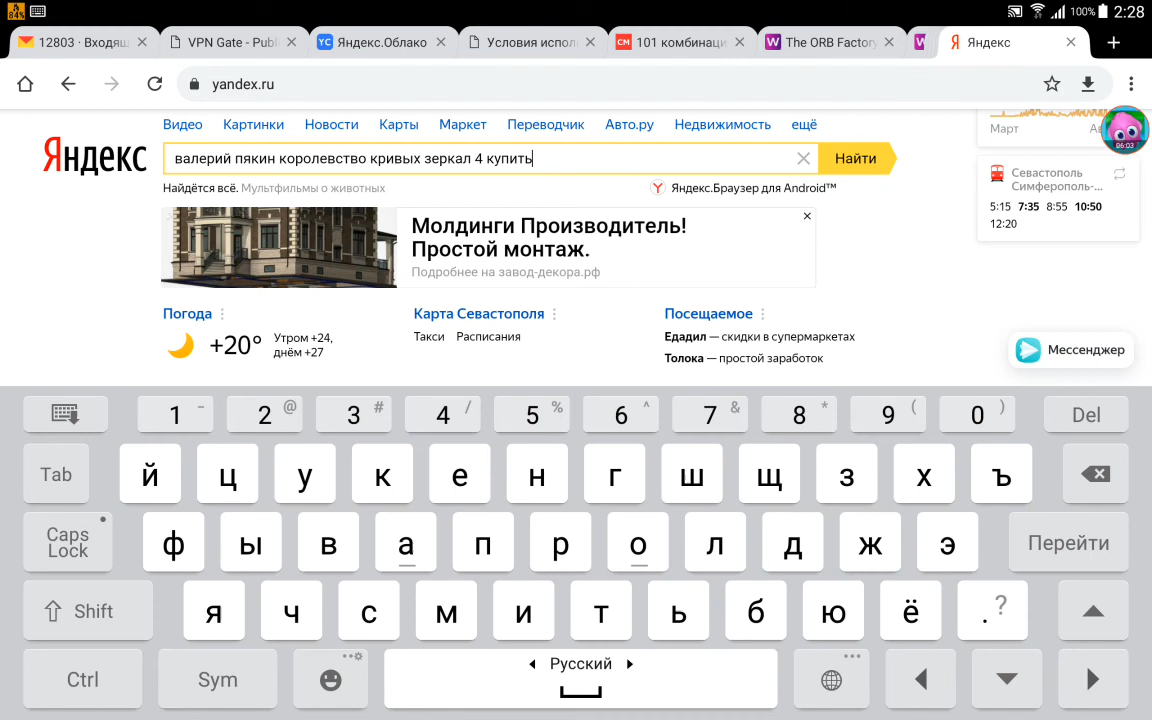 84%
100% 2:28
12803 · Входящ
VPN Gate - Publ
Яндекс.Облако
Условия испол
101 комбинаци
The ORB Factory
Яндекс
yandex.ru
Видео Картинки Новости Карты Маркет Переводчик Авто.ру Недвижимость ещё
Март
06:03
Яндекс
валерий пякин королевство кривых зеркал 4 купить
Найти
Найдётся всё. Мультфильмы о животных
Яндекс.Браузер для Android™
Севастополь
Симферополь-...
5:15 7:35 8:55 10:50
12:20
Молдинги Производитель!
Простой монтаж.
Подробнее на завод-декора.рф
Погода
+20°
Утром +24,
днём +27
Карта Севастополя
Такси Расписания
Посещаемое
Едадил — скидки в супермаркетах
Толока — простой заработок
Мессенджер
1 - 2 @ 3 # 4 / 5 % 6 ^ 7 & 8 * 9 ( 0 ) Del
Tab й ц у к е н г ш щ з х ъ
Caps Lock ф ы в а п р о л д ж э Перейти
Shift я ч с м и т ь б ю ё . ?
Ctrl Sym Русский